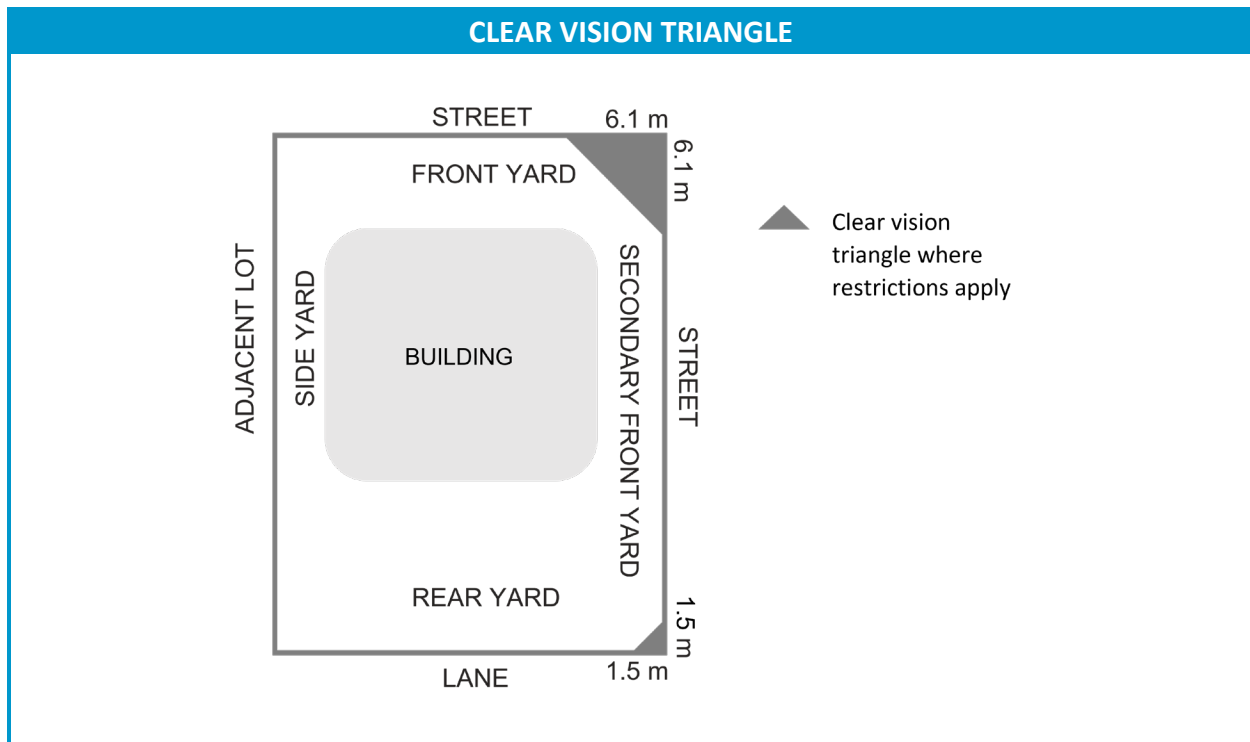 CLEAR VISION TRIANGLE
STREET
6.1 m
6.1 m
FRONT YARD
Clear vision
triangle where
restrictions apply
ADJACENT LOT
SIDE YARD
BUILDING
SECONDARY FRONT YARD
STREET
REAR YARD
1.5 m
LANE
1.5 m